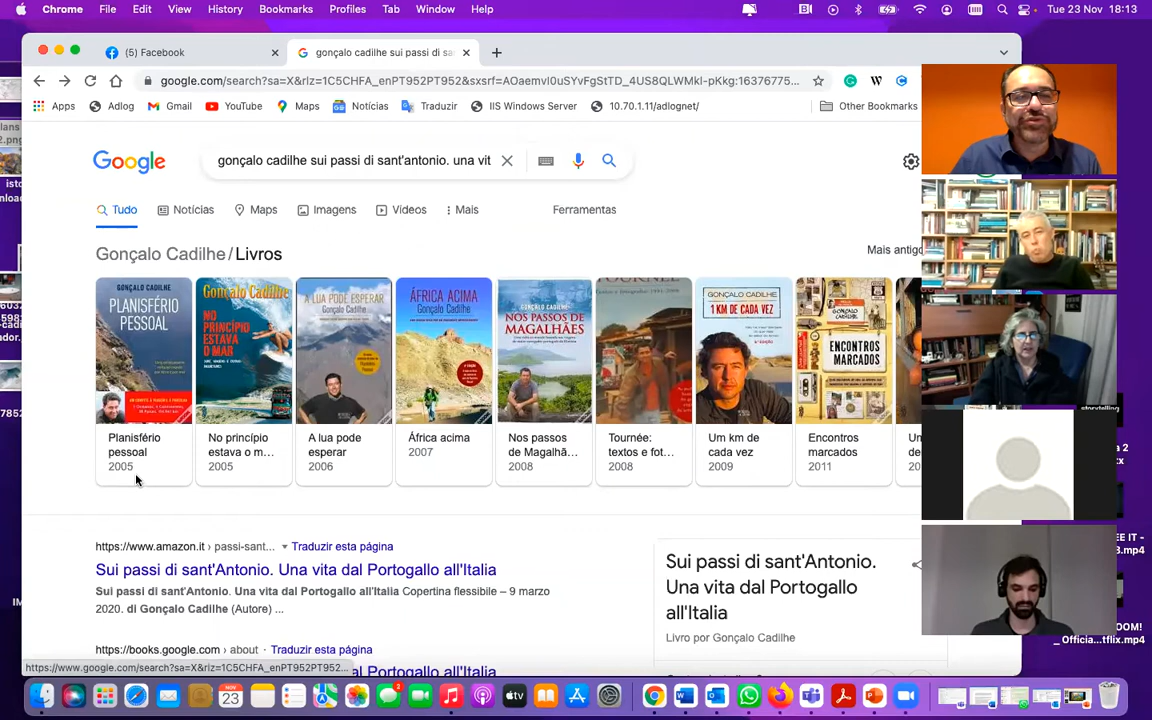 Chrome File Edit View History Bookmarks Profiles Tab Window Help Tue 23 Nov 18:13
(5) Facebook gonçalo cadilhe sui passi di sa
google.com/search?sa=X&rlz=1C5CHFA_enPT952PT952&sxsrf=AOaemvI0uSYvFgStTD_4US8QLWMkl-pKkg:16376775...
Apps Adlog Gmail YouTube Maps Notícias Traduzir IIS Windows Server 10.70.1.11/adlognet/ Other Bookmarks
Google gonçalo cadilhe sui passi di sant'antonio. una vit
Tudo Notícias Maps Imagens Vídeos Mais Ferramentas
Gonçalo Cadilhe/Livros Mais antigo
GONÇALO CADILHE
PLANISFÉRIO
PESSOAL
Gonçalo Cadilhe
NO
PRINCÍPIO
ESTAVA O
MAR
A LUA PODE ESPERAR
Gonçalo Cadilhe
ÁFRICA ACIMA
Gonçalo Cadilhe
GONÇALO CADILHE
NOS PASSOS
DE MAGALHÃES
TOURNÉE
GONÇALO CADILHE
1 KM DE CADA VEZ
ENCONTROS
MARCADOS
Planisfério
pessoal
2005
No princípio
estava o m...
2005
A lua pode
esperar
2006
África acima
2007
Nos passos
de Magalhã...
2008
Tournée:
textos e fot...
2008
Um km de
cada vez
2009
Encontros
marcados
2011
https://www.amazon.it › passi-sant... Traduzir esta página
Sui passi di sant'Antonio. Una vita dal Portogallo all'Italia
Sui passi di sant'Antonio. Una vita dal Portogallo all'Italia Copertina flessibile – 9 marzo
2020. di Gonçalo Cadilhe (Autore) ...
https://books.google.com › about Traduzir esta página
l Portogallo all'Italia
Sui passi di sant'Antonio.
Una vita dal Portogallo
all'Italia
Livro por Gonçalo Cadilhe
https://www.google.com/search?sa=X&rlz=1C5CHFA_enPT952PT952...
storytelling
NOV
23
tv